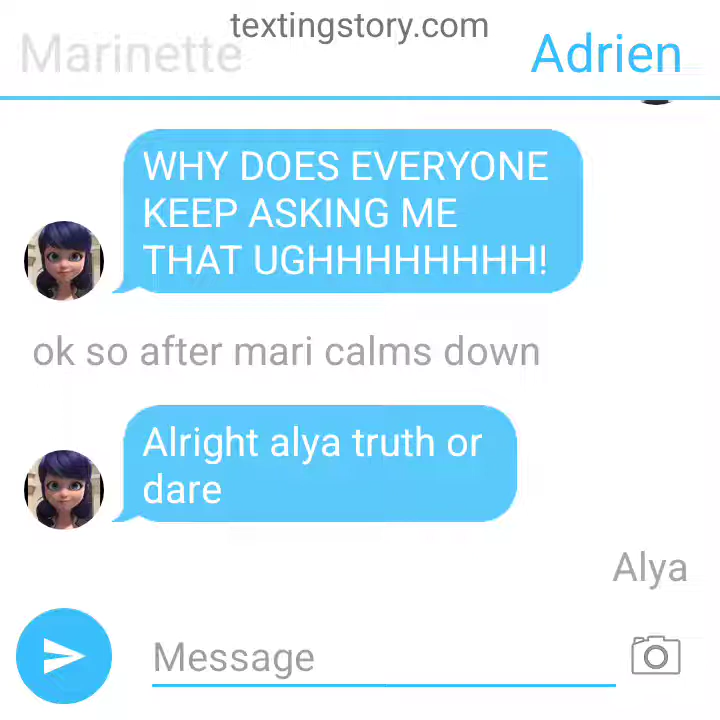 textingstory.com
Marinette
Adrien
WHY DOES EVERYONE
KEEP ASKING ME
THAT UGHHHHHHHHH!
ok so after mari calms down
Alright alya truth or
dare
Alya
Message